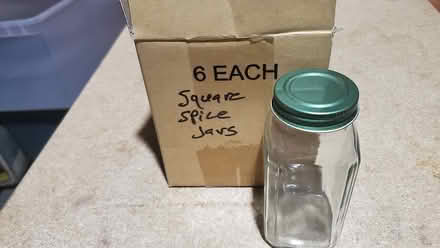 6 EACH
Square
Spice
Jars